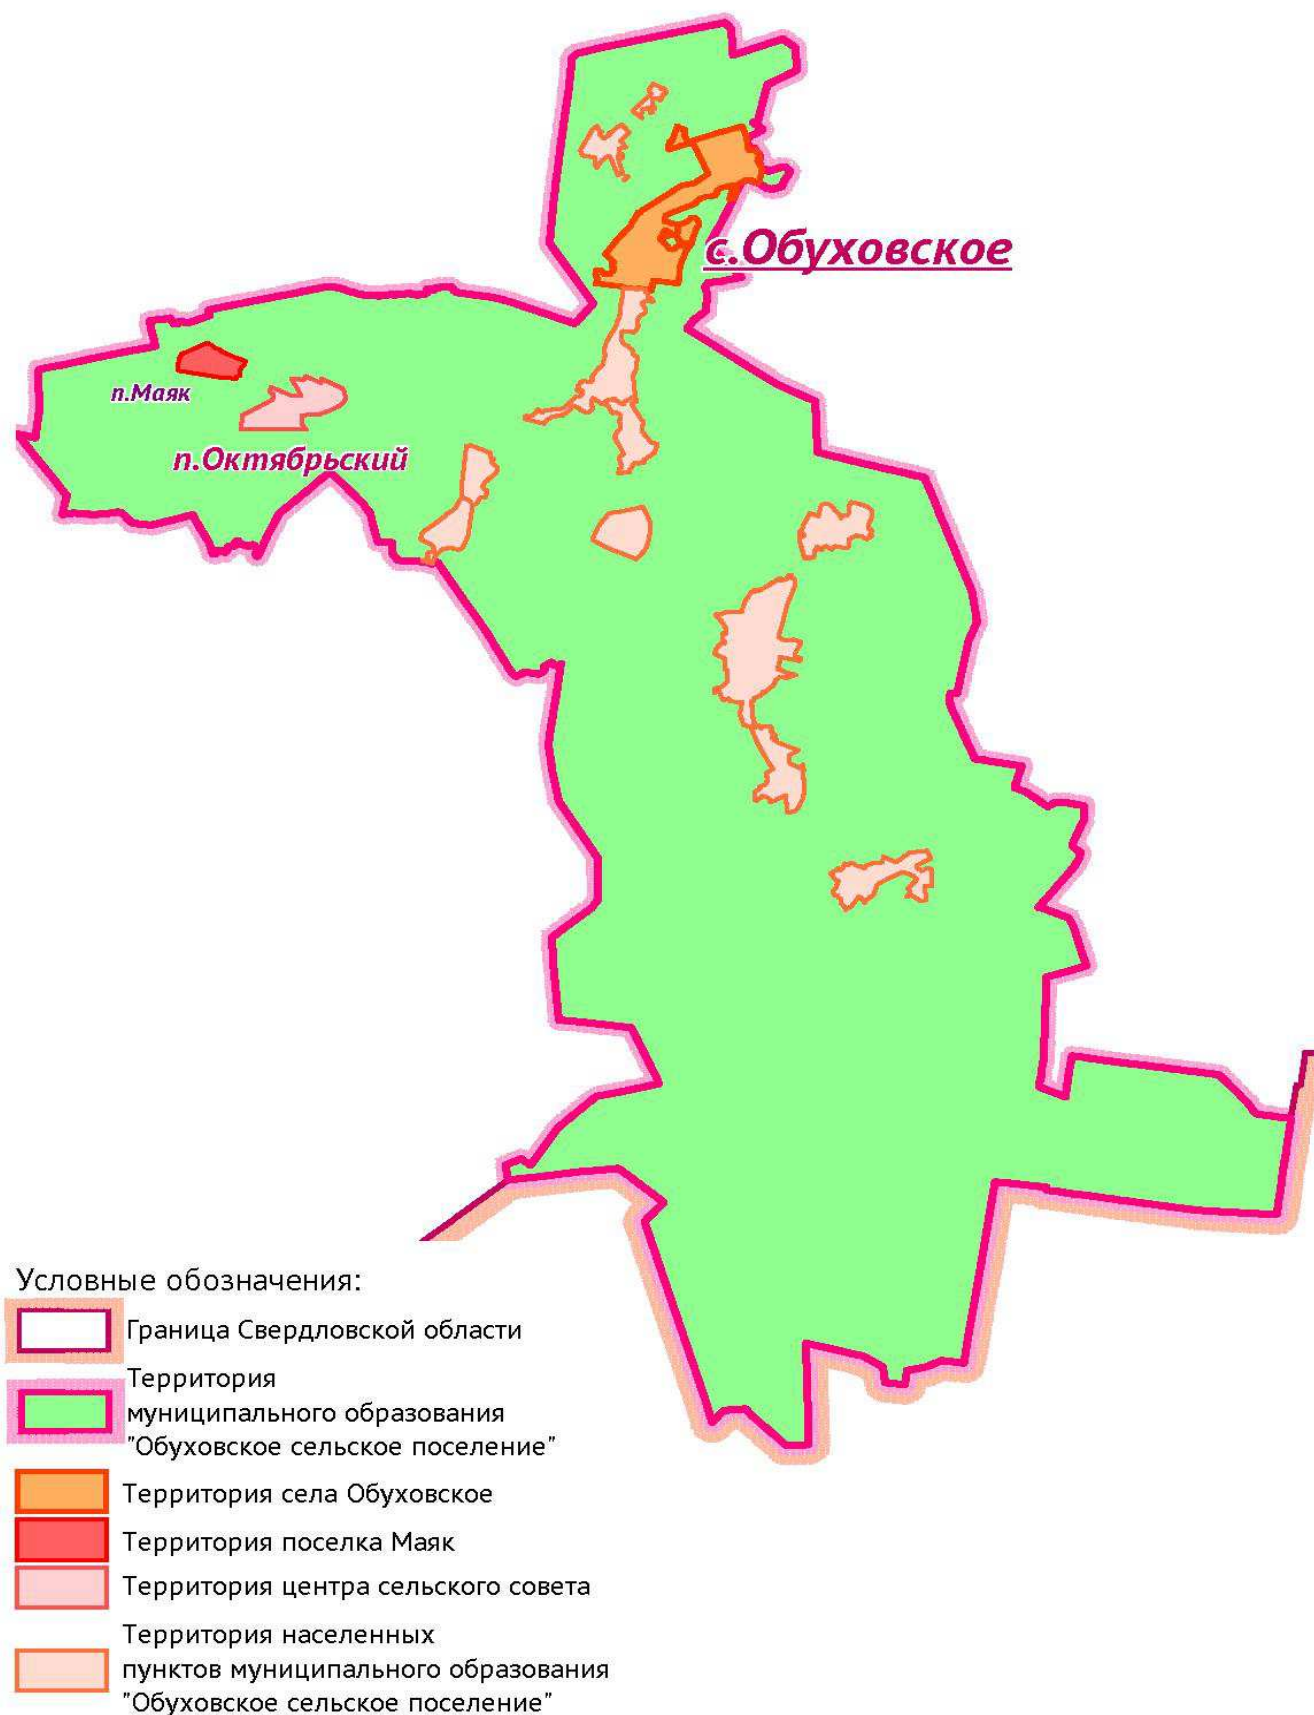 с.Обуховское
п.Маяк
п.Октябрьский
Условные обозначения:
Граница Свердловской области
Территория
муниципального образования
"Обуховское сельское поселение"
Территория села Обуховское
Территория поселка Маяк
Территория центра сельского совета
Территория населенных
пунктов муниципального образования
"Обуховское сельское поселение"